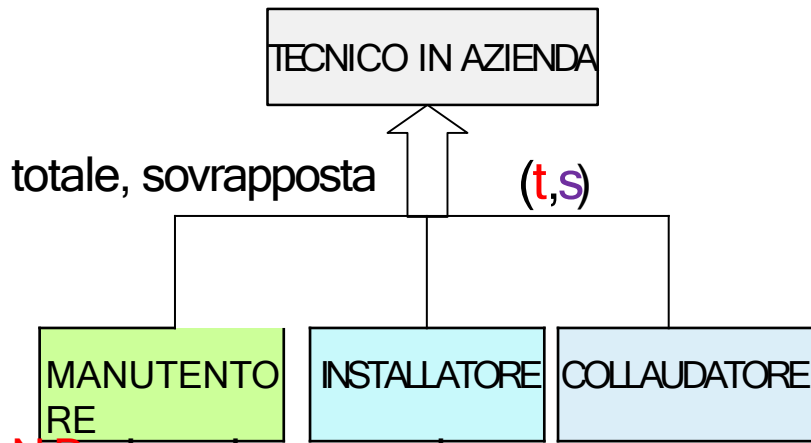 TECNICO IN AZIENDA
totale, sovrapposta (t,s)
MANUTENTO
RE
INSTALLATORE
COLLAUDATORE